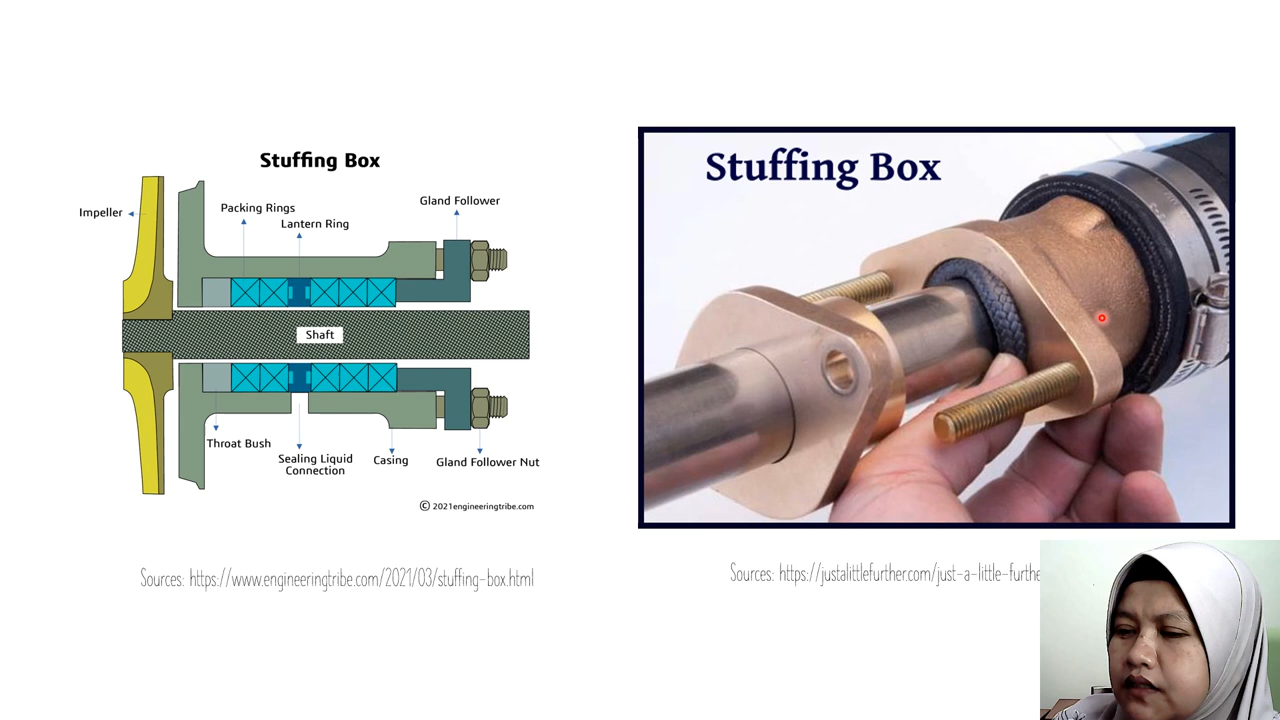 Stuffing Box
Impeller
Packing Rings
Lantern Ring
Gland Follower
Shaft
Throat Bush
Sealing Liquid
Connection
Casing
Gland Follower Nut
© 2021engineeringtribe.com
Sources: https://www.engineeringtribe.com/2021/03/stuffing-box.html
Stuffing Box
Sources: https://justalittlefurther.com/just-a-little-furthe